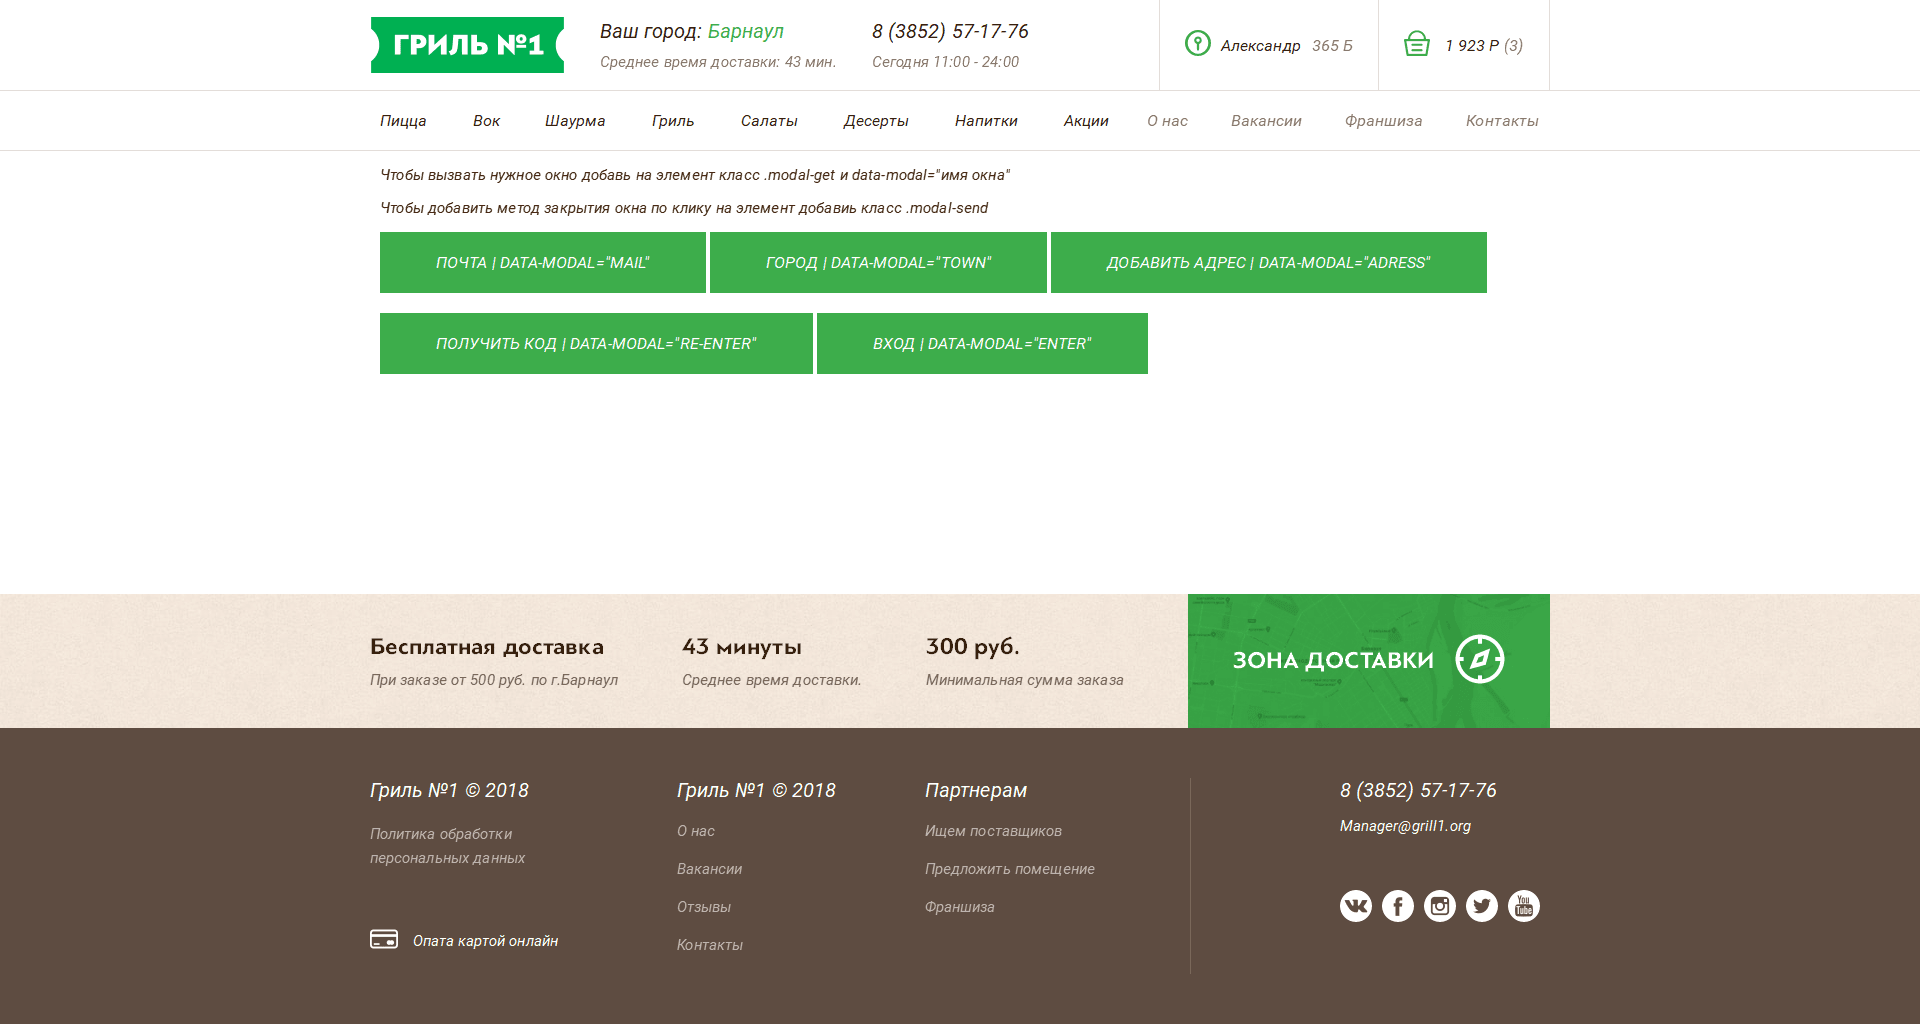 ГРИЛЬ №1
Ваш город: Барнаул
Среднее время доставки: 43 мин.
8 (3852) 57-17-76
Сегодня 11:00 - 24:00
Александр 365 Б
1 923 Р (3)
Пицца Вок Шаурма Гриль Салаты Десерты Напитки Акции О нас Вакансии Франшиза Контакты
Чтобы вызвать нужное окно добавь на элемент класс .modal-get и data-modal="имя окна"
Чтобы добавить метод закрытия окна по клику на элемент добавиь класс .modal-send
ПОЧТА | DATA-MODAL="MAIL" ГОРОД | DATA-MODAL="TOWN" ДОБАВИТЬ АДРЕС | DATA-MODAL="ADRESS"
ПОЛУЧИТЬ КОД | DATA-MODAL="RE-ENTER" ВХОД | DATA-MODAL="ENTER"
Бесплатная доставка
При заказе от 500 руб. по г.Барнаул
43 минуты
Среднее время доставки.
300 руб.
Минимальная сумма заказа
ЗОНА ДОСТАВКИ
Гриль №1 © 2018
Политика обработки
персональных данных
Опата картой онлайн
Гриль №1 © 2018
О нас
Вакансии
Отзывы
Контакты
Партнерам
Ищем поставщиков
Предложить помещение
Франшиза
8 (3852) 57-17-76
Manager@grill1.org
You
Tube